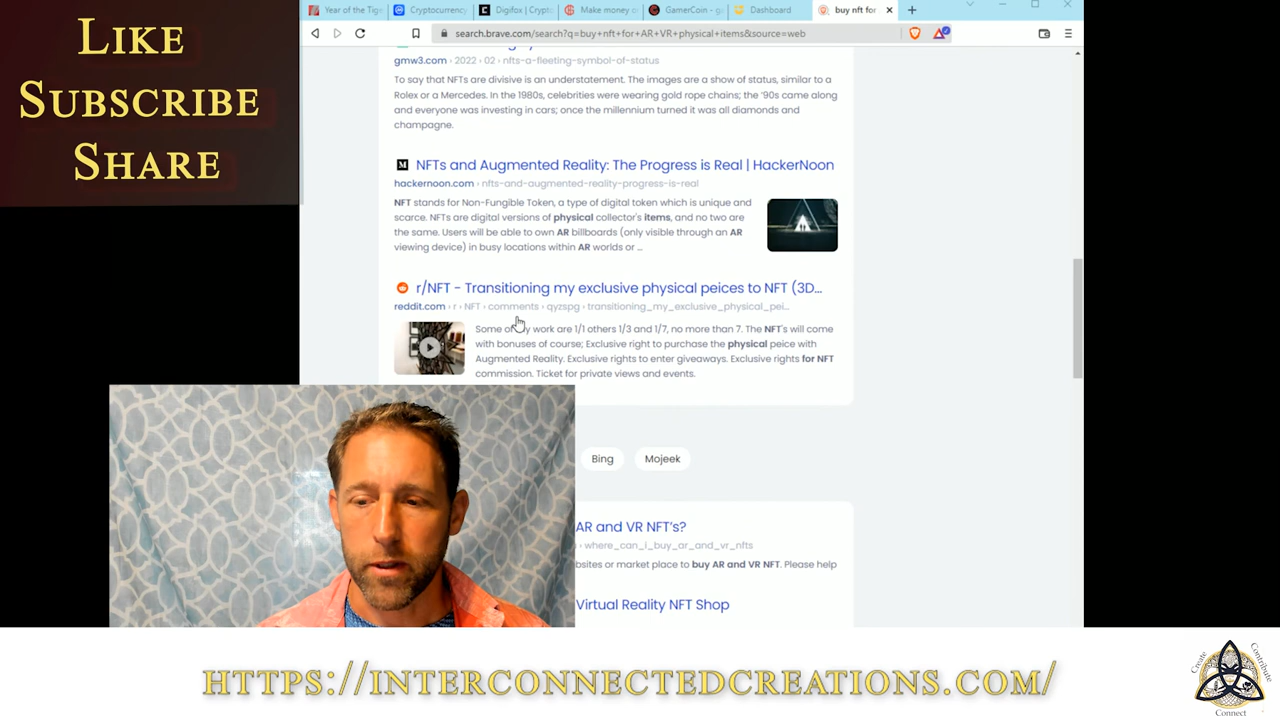 Like
Subscribe
Share
Year of the Tige
Cryptocurrency
Digifox | Crypto
Make money o
GamerCoin - g
Dashboard
buy nft for
search.brave.com/search?q=buy+nft+for+AR+VR+physical+items&source=web
gmw3.com › 2022 › 02 › nfts-a-fleeting-symbol-of-status
To say that NFTs are divisive is an understatement. The images are a show of status, similar to a
Rolex or a Mercedes. In the 1980s, celebrities were wearing gold rope chains; the '90s came along
and everyone was investing in cars; once the millennium turned it was all diamonds and
champagne.
NFTs and Augmented Reality: The Progress is Real | HackerNoon
hackernoon.com › nfts-and-augmented-reality-progress-is-real
NFT stands for Non-Fungible Token, a type of digital token which is unique and
scarce. NFTs are digital versions of physical collector's items, and no two are
the same. Users will be able to own AR billboards (only visible through an AR
viewing device) in busy locations within AR worlds or ...
r/NFT - Transitioning my exclusive physical peices to NFT (3D...
reddit.com › r › NFT › comments › qyzspg › transitioning_my_exclusive_physical_pei...
Some of my work are 1/1 others 1/3 and 1/7, no more than 7. The NFT's will come
with bonuses of course; Exclusive right to purchase the physical peice with
Augmented Reality. Exclusive rights to enter giveaways. Exclusive rights for NFT
commission. Ticket for private views and events.
Bing
Mojeek
AR and VR NFT's?
› where_can_i_buy_ar_and_vr_nfts
bsites or market place to buy AR and VR NFT. Please help
Virtual Reality NFT Shop
https://interconnectedcreations.com/
Create
Contribute
Connect